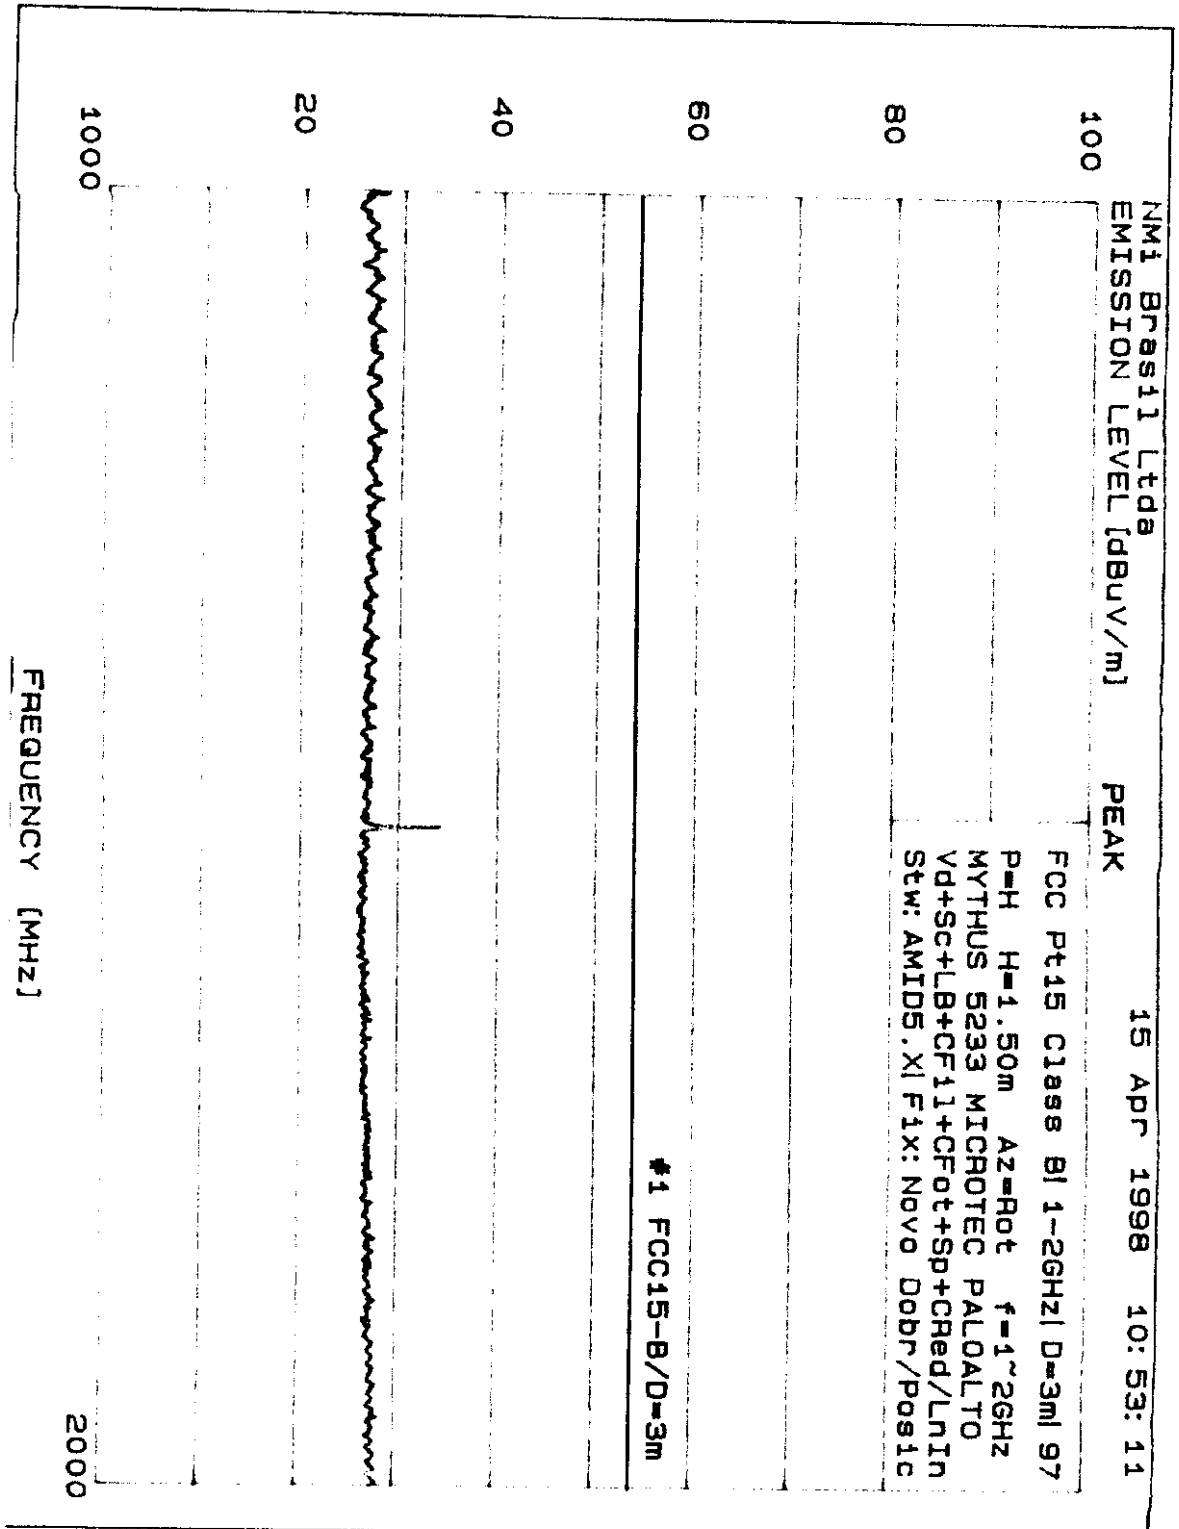 NMi Brasil Ltda
15 Apr 1998 10:53:11
EMISSION LEVEL [dBuV/m] PEAK
100
80
60
40
20
FCC Pt15 Class B| 1-2GHz| D=3m| 97
P=H H=1.50m Az=Rot f=1~2GHz
MYTHUS 5233 MICROTEC PALOALTO
Vd+Sc+LB+CFil+CFot+Sp+CRed/LnIn
Stw: AMID5.X| Fix: Novo Dobr/Posic
#1 FCC15-B/D=3m
1000
2000
FREQUENCY [MHz]